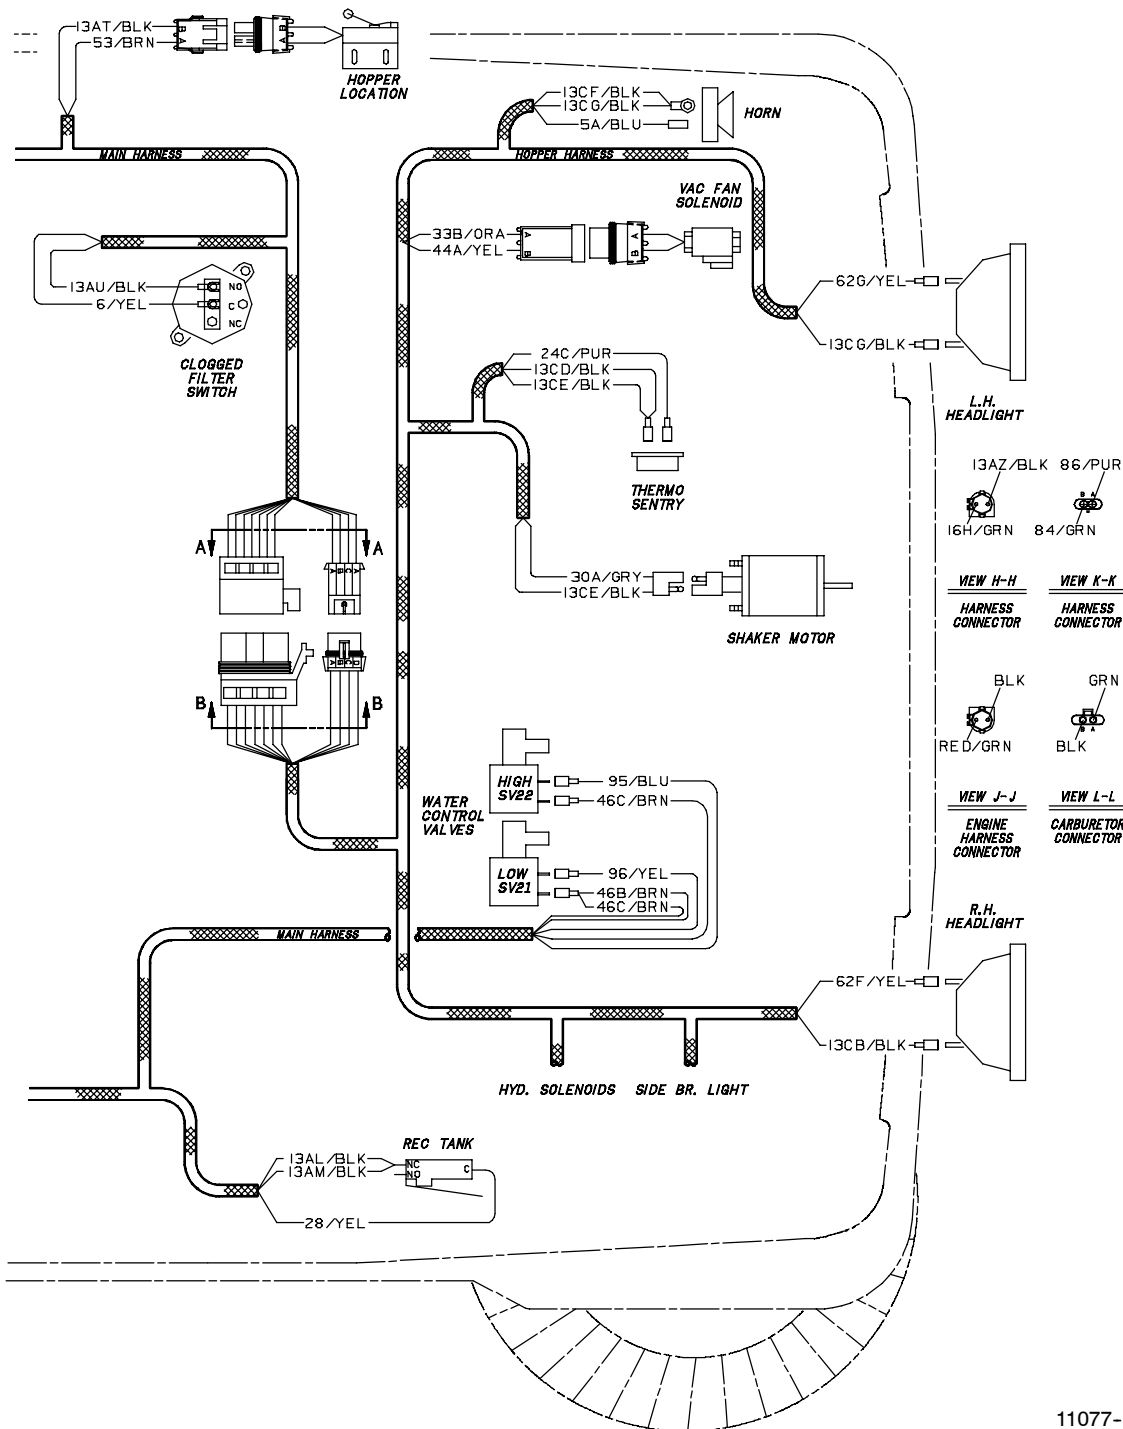 13AT/BLK
53/BRN
B
A
B
A
HOPPER
LOCATION
13CF/BLK
13CG/BLK
5A/BLU
HORN
MAIN HARNESS
HOPPER HARNESS
VAC FAN
SOLENOID
33B/ORA
44A/YEL
A
B
A
B
13AU/BLK
6/YEL
NO
C
NC
CLOGGED
FILTER
SWITCH
62G/YEL
13CG/BLK
L.H.
HEADLIGHT
24C/PUR
13CD/BLK
13CE/BLK
THERMO
SENTRY
13AZ/BLK
86/PUR
B A
16H/GRN
84/GRN
A
A
30A/GRY
13CE/BLK
SHAKER MOTOR
VIEW H-H
HARNESS
CONNECTOR
VIEW K-K
HARNESS
CONNECTOR
B
B
BLK
GRN
B A
RED/GRN
BLK
HIGH
SV22
95/BLU
46C/BRN
WATER
CONTROL
VALVES
LOW
SV21
96/YEL
46B/BRN
46C/BRN
VIEW J-J
ENGINE
HARNESS
CONNECTOR
VIEW L-L
CARBURETOR
CONNECTOR
MAIN HARNESS
R.H.
HEADLIGHT
62F/YEL
13CB/BLK
HYD. SOLENOIDS
SIDE BR. LIGHT
REC TANK
13AL/BLK
13AM/BLK
NC
NO
C
28/YEL
11077-